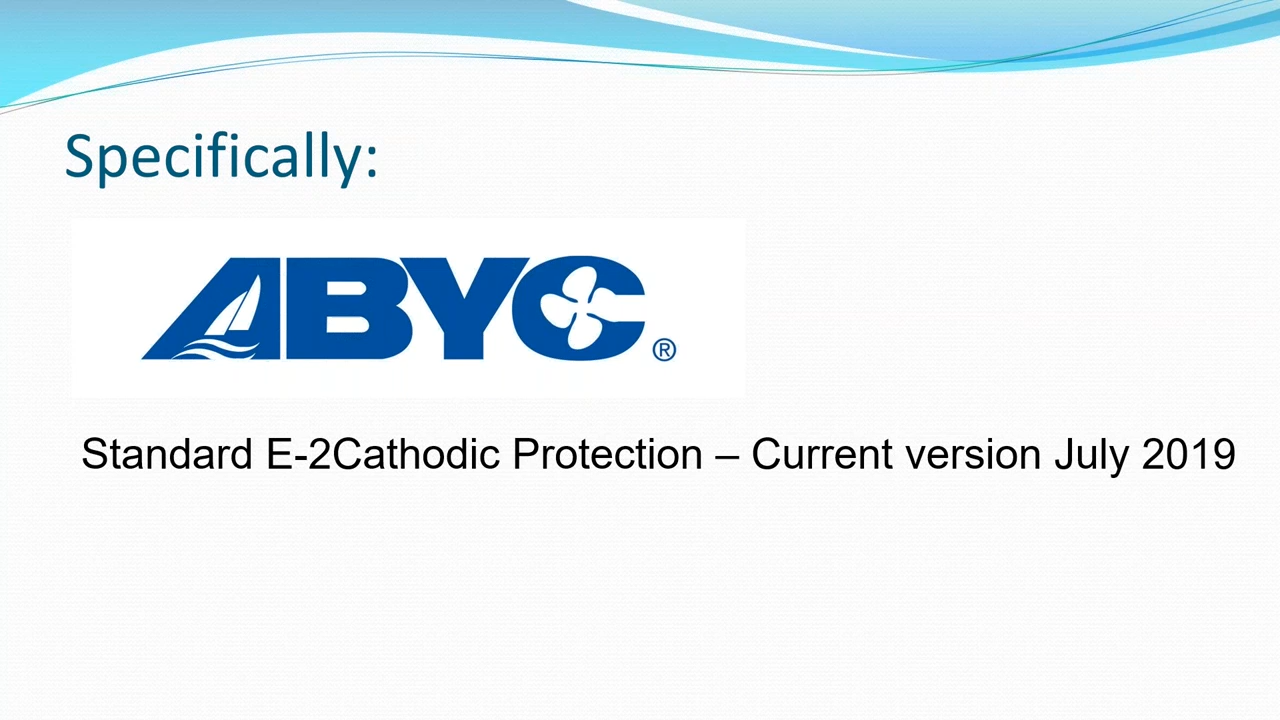 Specifically:
ABYC®
Standard E-2Cathodic Protection – Current version July 2019